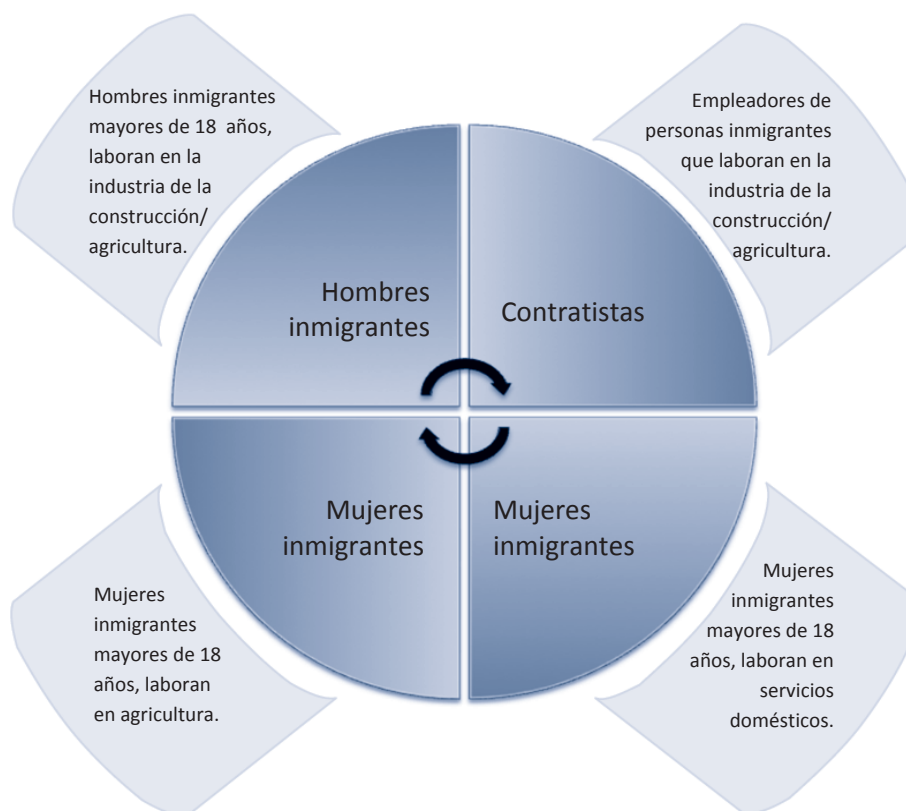 Hombres inmigrantes
mayores de 18 años,
laboran en la
industria de la
construcción/
agricultura.
Empleadores de
personas inmigrantes
que laboran en la
industria de la
construcción/
agricultura.
Hombres
inmigrantes
Contratistas
Mujeres
inmigrantes
Mujeres
inmigrantes
Mujeres
inmigrantes
mayores de 18
años, laboran
en agricultura.
Mujeres
inmigrantes
mayores de 18
años, laboran en
servicios
domésticos.